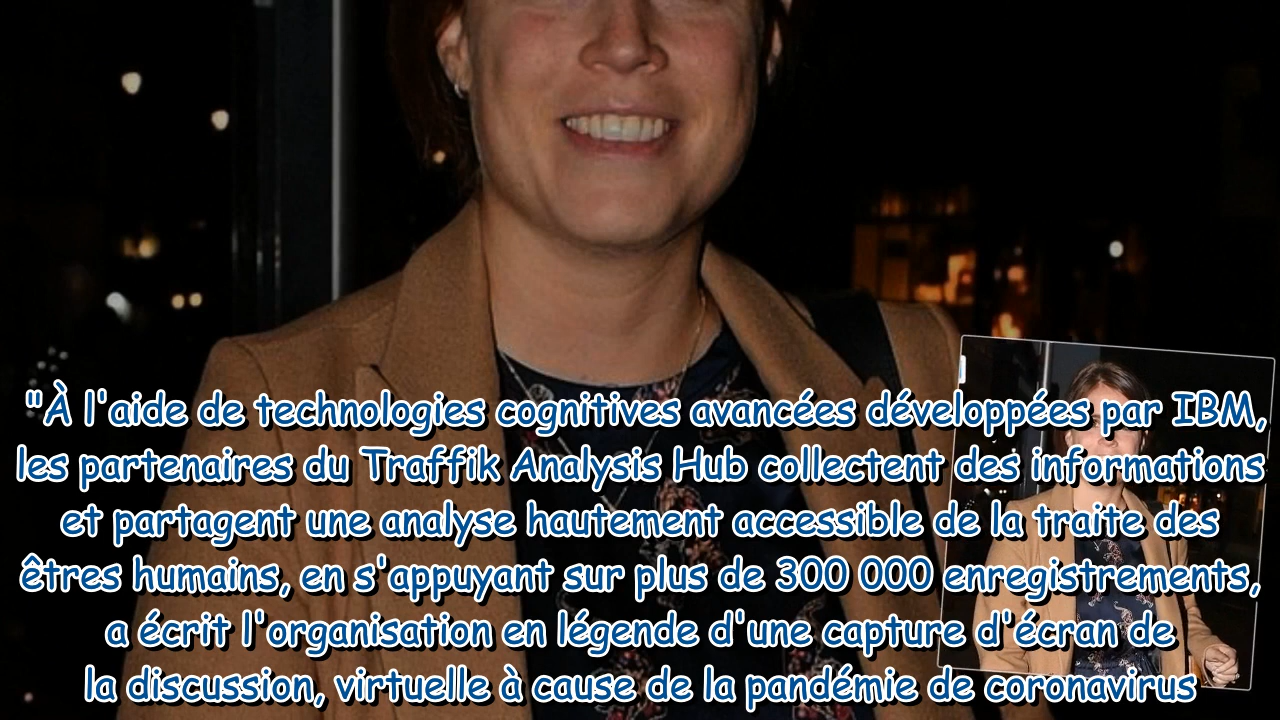 "À l'aide de technologies cognitives avancées développées par IBM,
les partenaires du Traffik Analysis Hub collectent des informations
et partagent une analyse hautement accessible de la traite des
êtres humains, en s'appuyant sur plus de 300 000 enregistrements,
a écrit l'organisation en légende d'une capture d'écran de
la discussion, virtuelle à cause de la pandémie de coronavirus